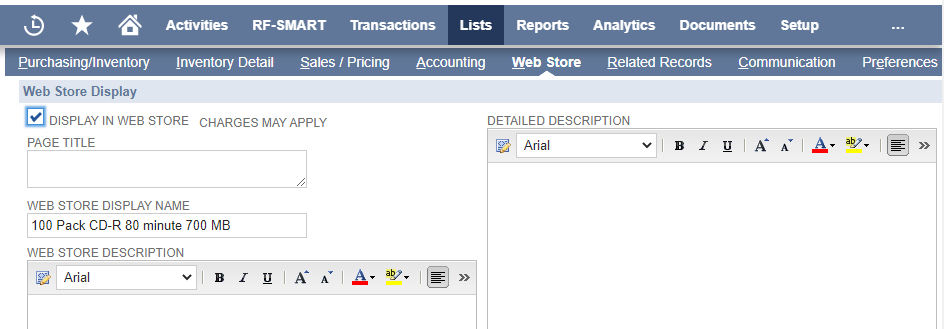 Activities RF-SMART Transactions Lists Reports Analytics Documents Setup ...
Purchasing/Inventory Inventory Detail Sales / Pricing Accounting Web Store Related Records Communication Preferences
Web Store Display
DISPLAY IN WEB STORE CHARGES MAY APPLY
PAGE TITLE
WEB STORE DISPLAY NAME
100 Pack CD-R 80 minute 700 MB
WEB STORE DESCRIPTION
Arial B I U A A A ab »
DETAILED DESCRIPTION
Arial B I U A A A ab »